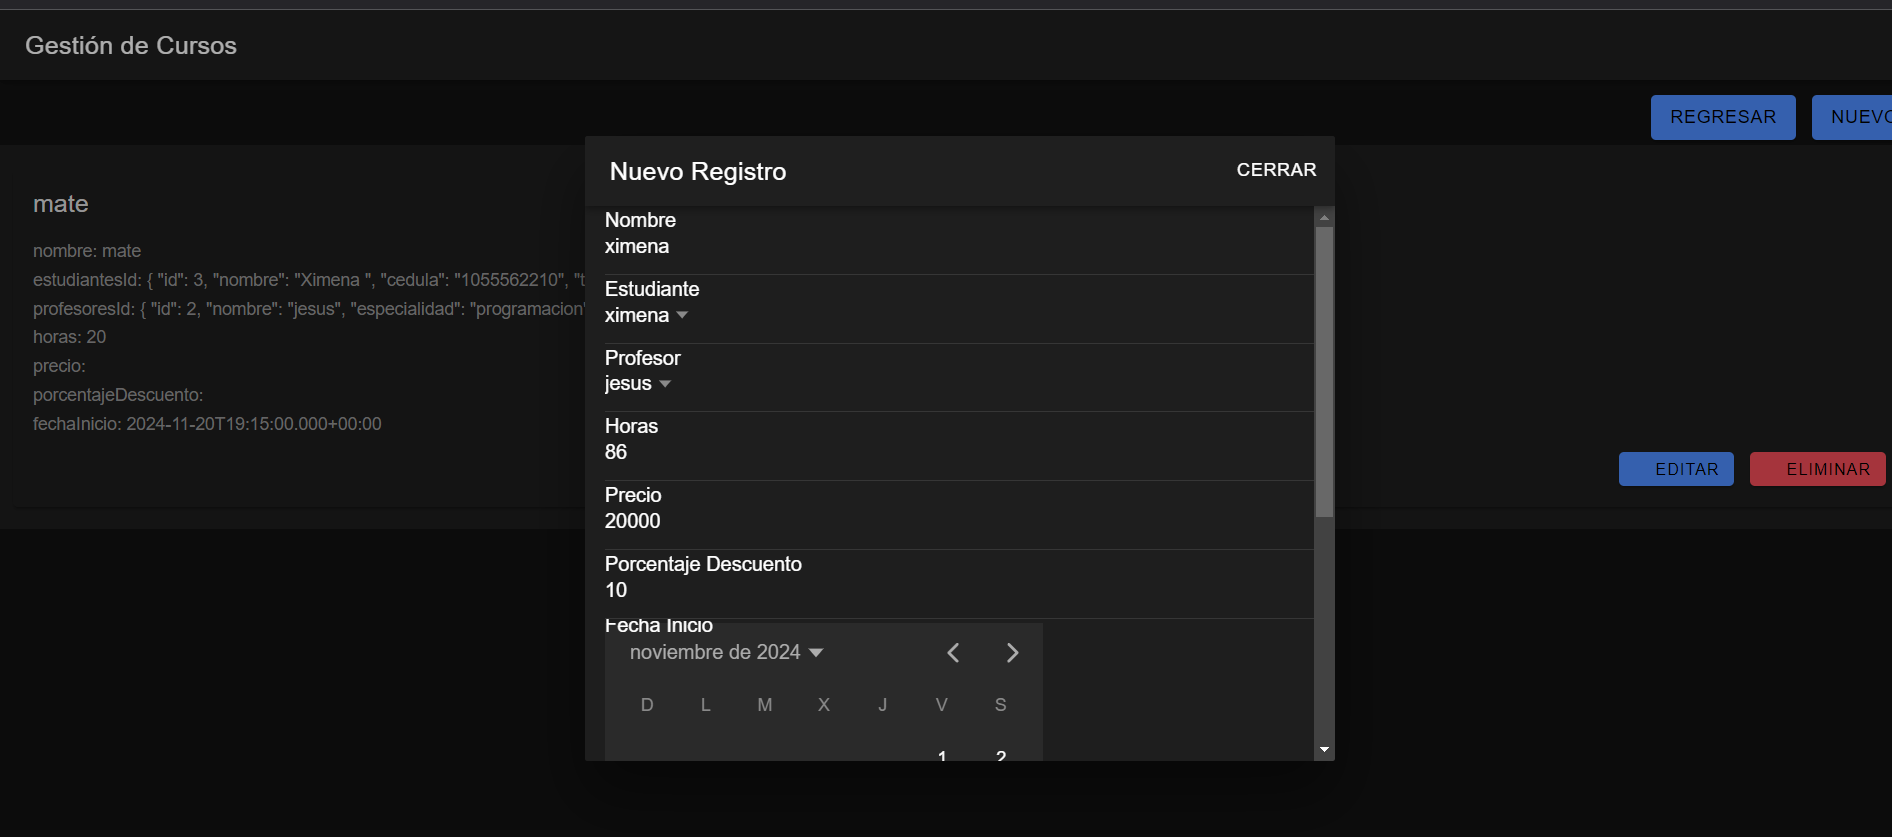 Gestión de Cursos
REGRESAR
NUEVO
Nuevo Registro
CERRAR
mate
nombre: mate
estudiantesId: { "id": 3, "nombre": "Ximena ", "cedula": "1055562210", "t
profesoresId: { "id": 2, "nombre": "jesus", "especialidad": "programacion"
horas: 20
precio:
porcentajeDescuento:
fechaInicio: 2024-11-20T19:15:00.000+00:00
EDITAR
ELIMINAR
Nombre
ximena
Estudiante
ximena
Profesor
jesus
Horas
86
Precio
20000
Porcentaje Descuento
10
Fecha Inicio
noviembre de 2024
D L M X J V S
1 2